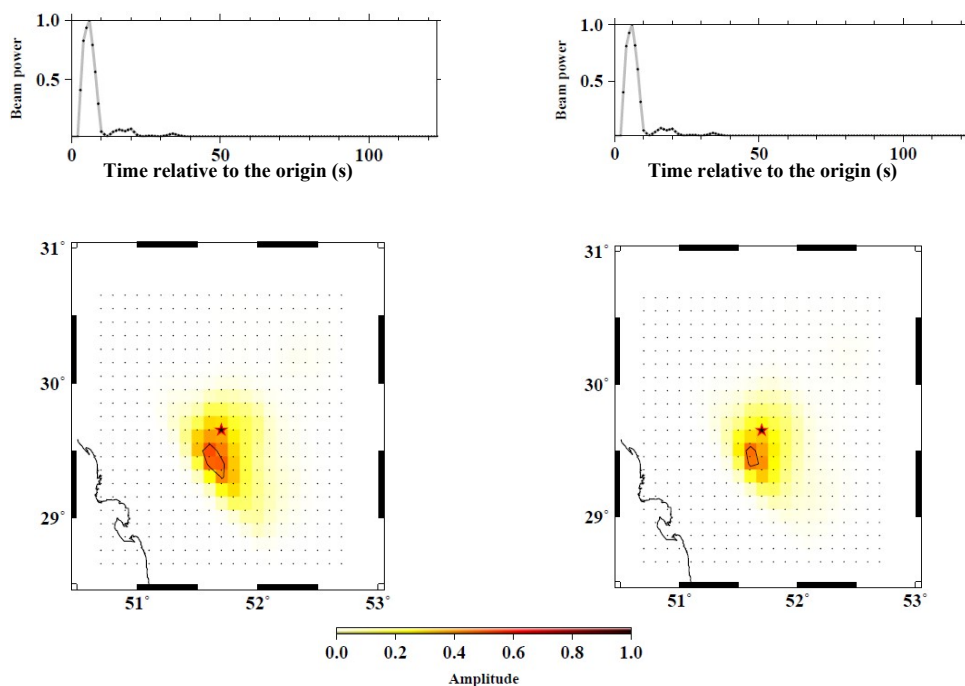 1.0
0.5
Beam power
0 50 100
Time relative to the origin (s)
1.0
0.5
Beam power
0 50 100
Time relative to the origin (s)
31°
30°
29°
51° 52° 53°
31°
30°
29°
51° 52° 53°
0.0 0.2 0.4 0.6 0.8 1.0
Amplitude